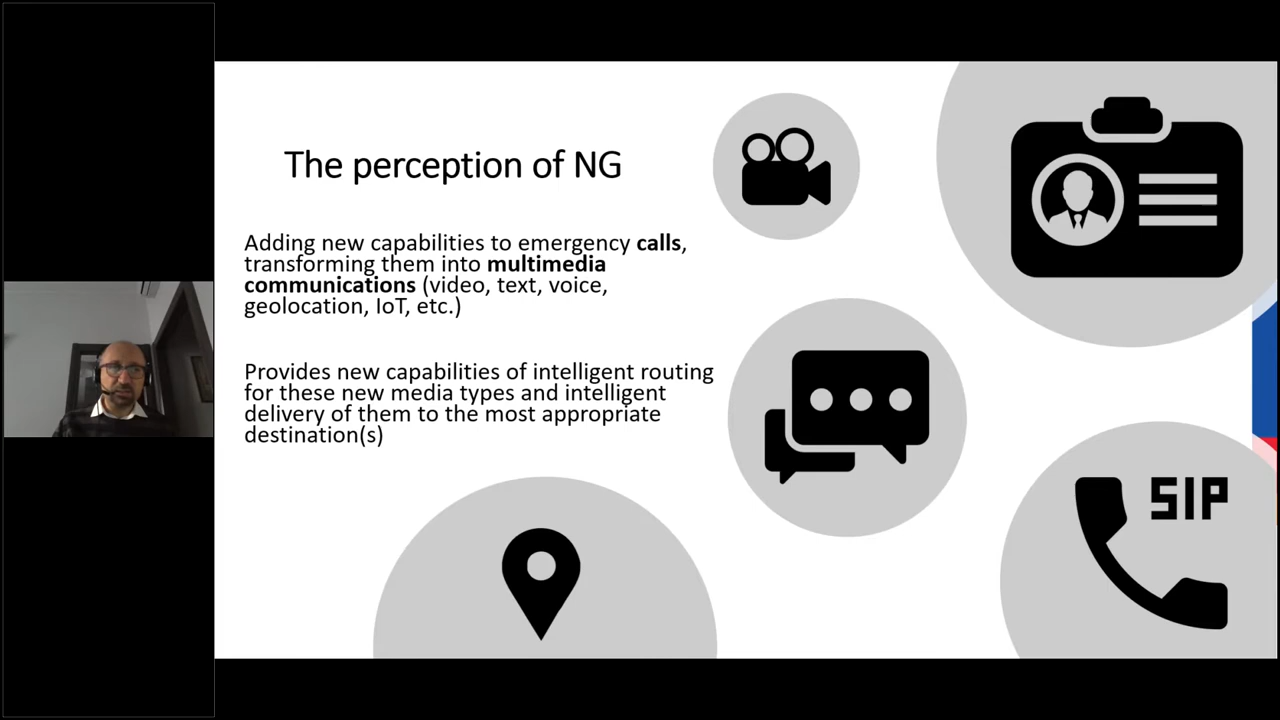 The perception of NG
Adding new capabilities to emergency calls,
transforming them into multimedia
communications (video, text, voice,
geolocation, IoT, etc.)
Provides new capabilities of intelligent routing
for these new media types and intelligent
delivery of them to the most appropriate
destination(s)
SIP